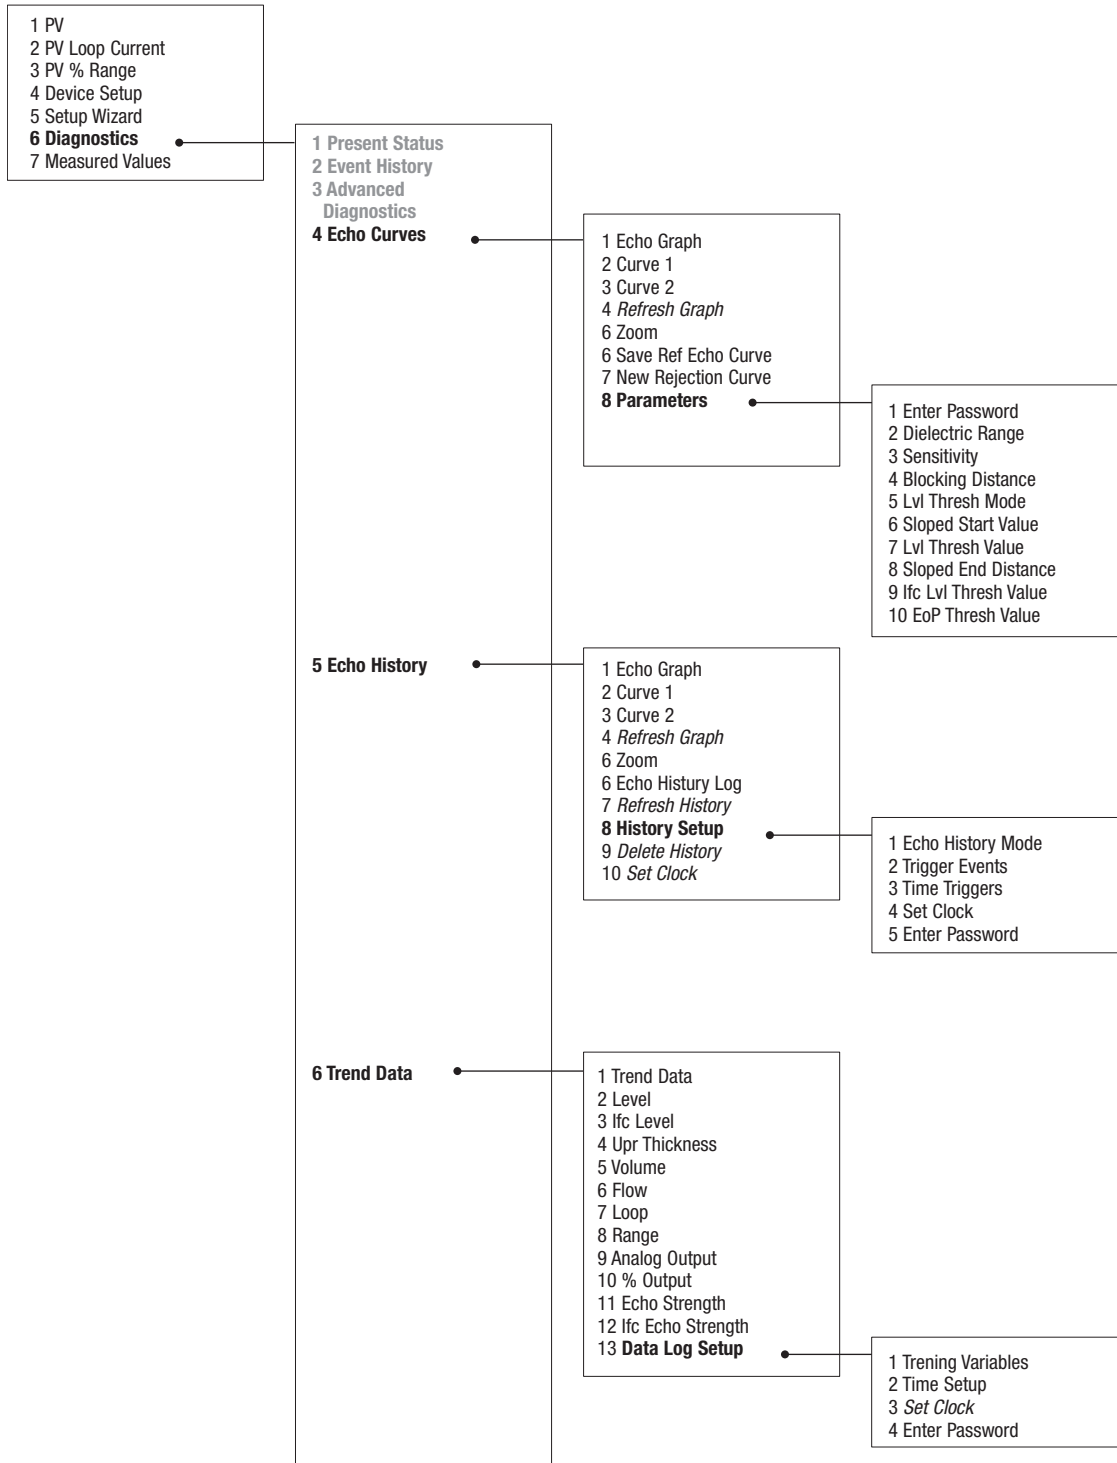 1 PV
2 PV Loop Current
3 PV % Range
4 Device Setup
5 Setup Wizard
6 Diagnostics
7 Measured Values
1 Present Status
2 Event History
3 Advanced
Diagnostics
4 Echo Curves
1 Echo Graph
2 Curve 1
3 Curve 2
4 Refresh Graph
6 Zoom
6 Save Ref Echo Curve
7 New Rejection Curve
8 Parameters
1 Enter Password
2 Dielectric Range
3 Sensitivity
4 Blocking Distance
5 Lvl Thresh Mode
6 Sloped Start Value
7 Lvl Thresh Value
8 Sloped End Distance
9 Ifc Lvl Thresh Value
10 EoP Thresh Value
5 Echo History
1 Echo Graph
2 Curve 1
3 Curve 2
4 Refresh Graph
6 Zoom
6 Echo Histury Log
7 Refresh History
8 History Setup
9 Delete History
10 Set Clock
1 Echo History Mode
2 Trigger Events
3 Time Triggers
4 Set Clock
5 Enter Password
6 Trend Data
1 Trend Data
2 Level
3 Ifc Level
4 Upr Thickness
5 Volume
6 Flow
7 Loop
8 Range
9 Analog Output
10 % Output
11 Echo Strength
12 Ifc Echo Strength
13 Data Log Setup
1 Trening Variables
2 Time Setup
3 Set Clock
4 Enter Password